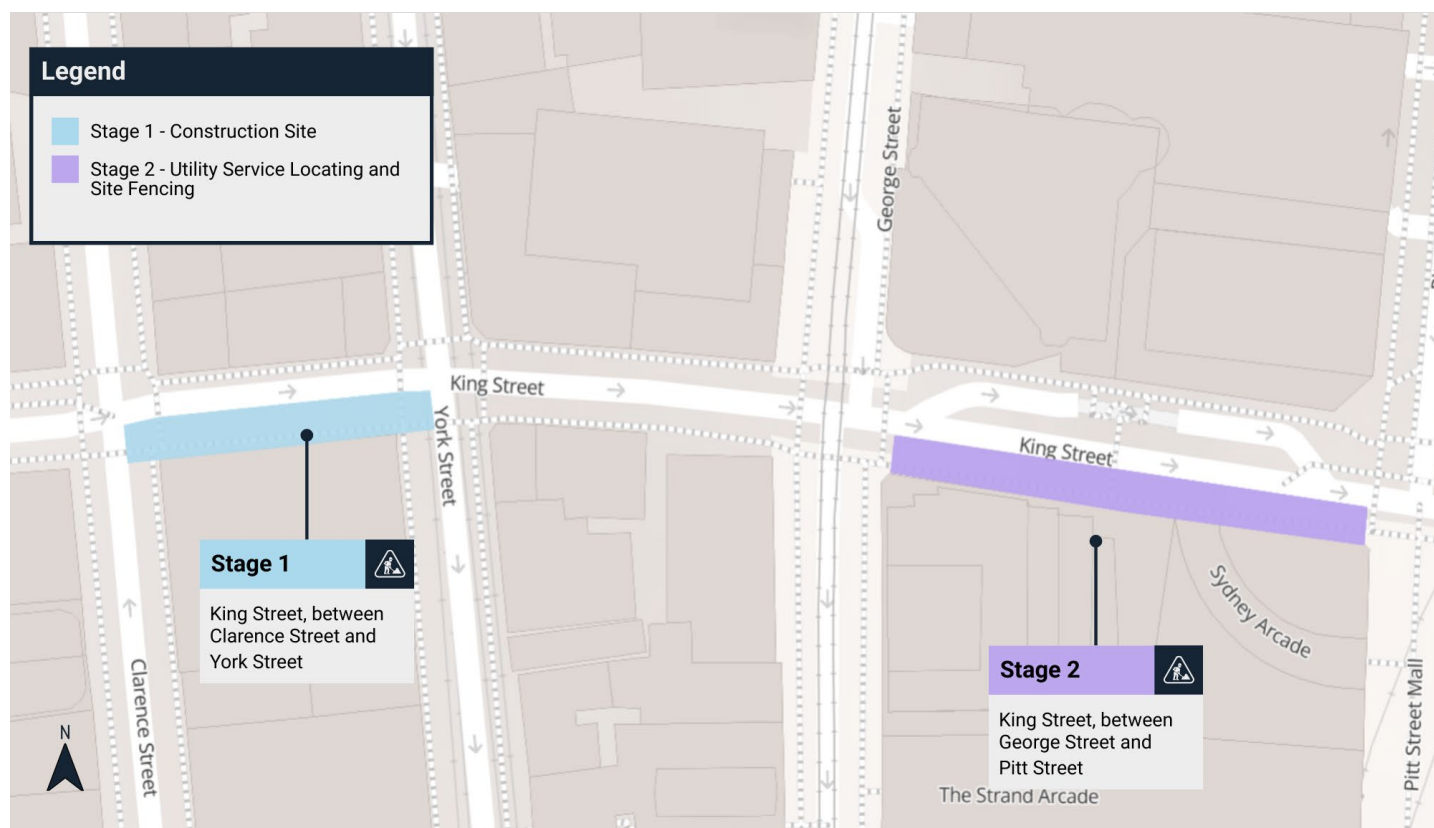 Legend
Stage 1 - Construction Site
Stage 2 - Utility Service Locating and
Site Fencing
George Street
King Street
York Street
King Street
Stage 1
King Street, between
Clarence Street and
York Street
Sydney Arcade
Stage 2
King Street, between
George Street and
Pitt Street
Clarence Street
Pitt Street Mall
N
The Strand Arcade